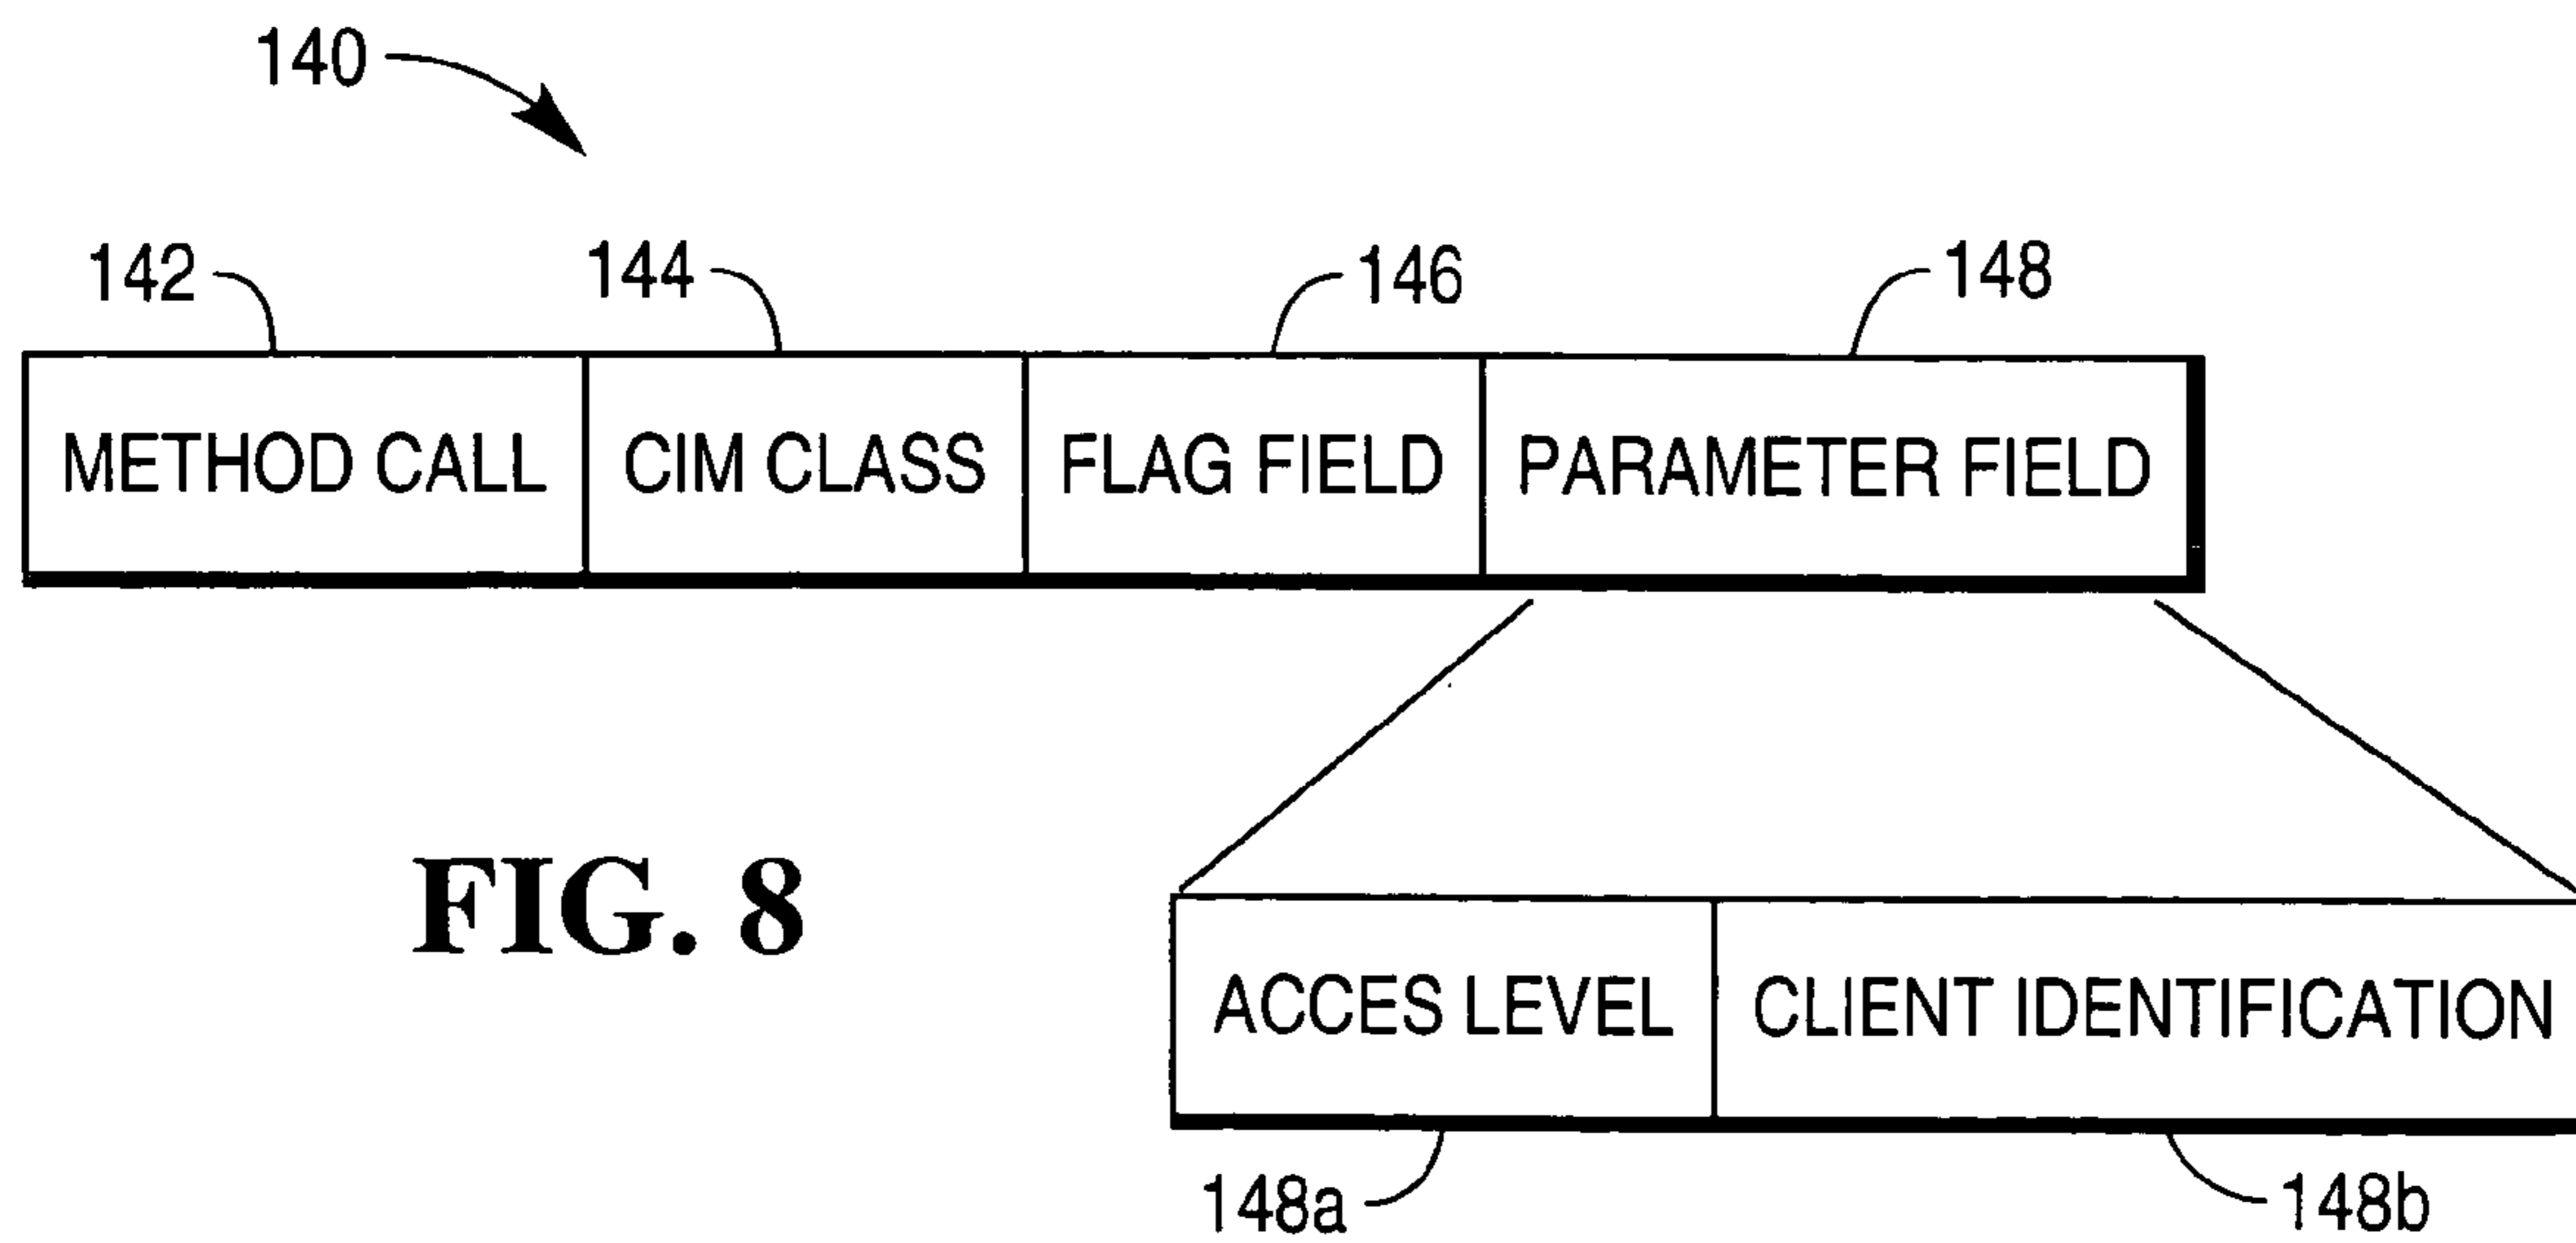 140
142 144 146 148
METHOD CALL CIM CLASS FLAG FIELD PARAMETER FIELD
FIG. 8
ACCES LEVEL CLIENT IDENTIFICATION
148a 148b